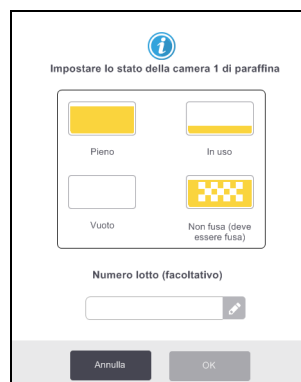 Impostare lo stato della camera 1 di paraffina
Pieno
In uso
Vuoto
Non fusa (deve
essere fusa)
Numero lotto (facoltativo)
Annulla
OK